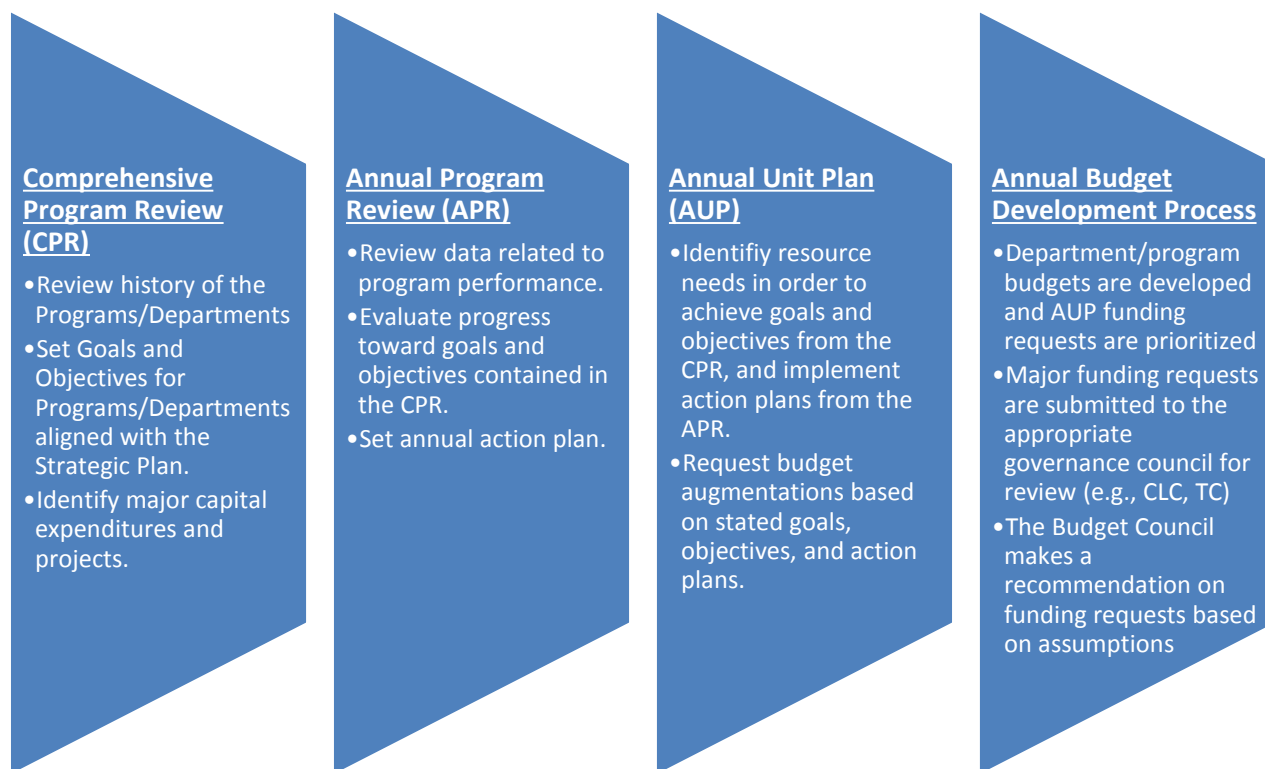 Comprehensive
Program Review
(CPR)
•Review history of the
Programs/Departments
•Set Goals and
Objectives for
Programs/Departments
aligned with the
Strategic Plan.
•Identify major capital
expenditures and
projects.
Annual Program
Review (APR)
•Review data related to
program performance.
•Evaluate progress
toward goals and
objectives contained in
the CPR.
•Set annual action plan.
Annual Unit Plan
(AUP)
•Identifiy resource
needs in order to
achieve goals and
objectives from the
CPR, and implement
action plans from the
APR.
•Request budget
augmentations based
on stated goals,
objectives, and action
plans.
Annual Budget
Development Process
•Department/program
budgets are developed
and AUP funding
requests are prioritized
•Major funding requests
are submitted to the
appropriate
governance council for
review (e.g., CLC, TC)
•The Budget Council
makes a
recommendation on
funding requests based
on assumptions